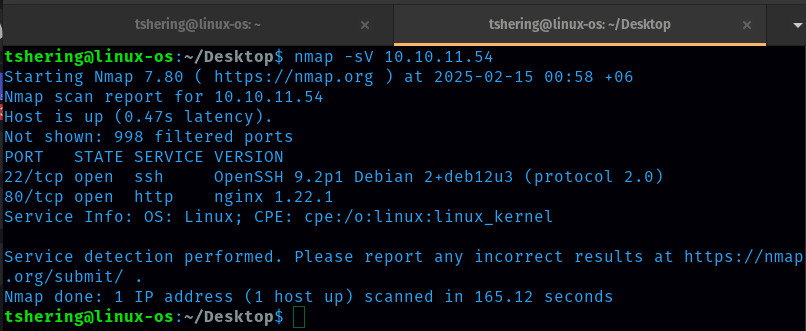 tshering@linux-os: ~ × tshering@linux-os: ~/Desktop ×
tshering@linux-os:~/Desktop$ nmap -sV 10.10.11.54
Starting Nmap 7.80 ( https://nmap.org ) at 2025-02-15 00:58 +06
Nmap scan report for 10.10.11.54
Host is up (0.47s latency).
Not shown: 998 filtered ports
PORT   STATE SERVICE VERSION
22/tcp open  ssh     OpenSSH 9.2p1 Debian 2+deb12u3 (protocol 2.0)
80/tcp open  http    nginx 1.22.1
Service Info: OS: Linux; CPE: cpe:/o:linux:linux_kernel
Service detection performed. Please report any incorrect results at https://nmap
.org/submit/ .
Nmap done: 1 IP address (1 host up) scanned in 165.12 seconds
tshering@linux-os:~/Desktop$